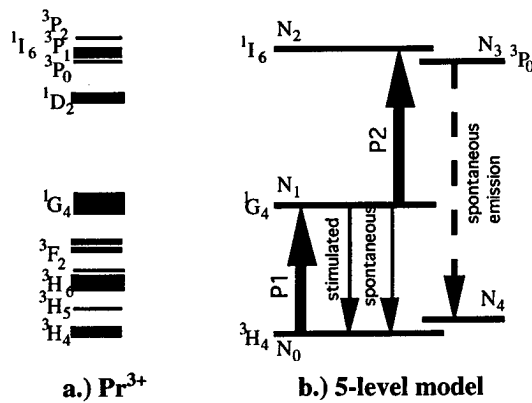 ³P₂
¹I₆ ³P₁
³P₀
¹D₂
¹G₄
³F₂
³H₆
³H₅
³H₄
a.) Pr³⁺
N₂
¹I₆
N₃ ³P₀
P2
spontaneous
emission
N₁
¹G₄
P1
stimulated
spontaneous
N₄
³H₄
N₀
b.) 5-level model